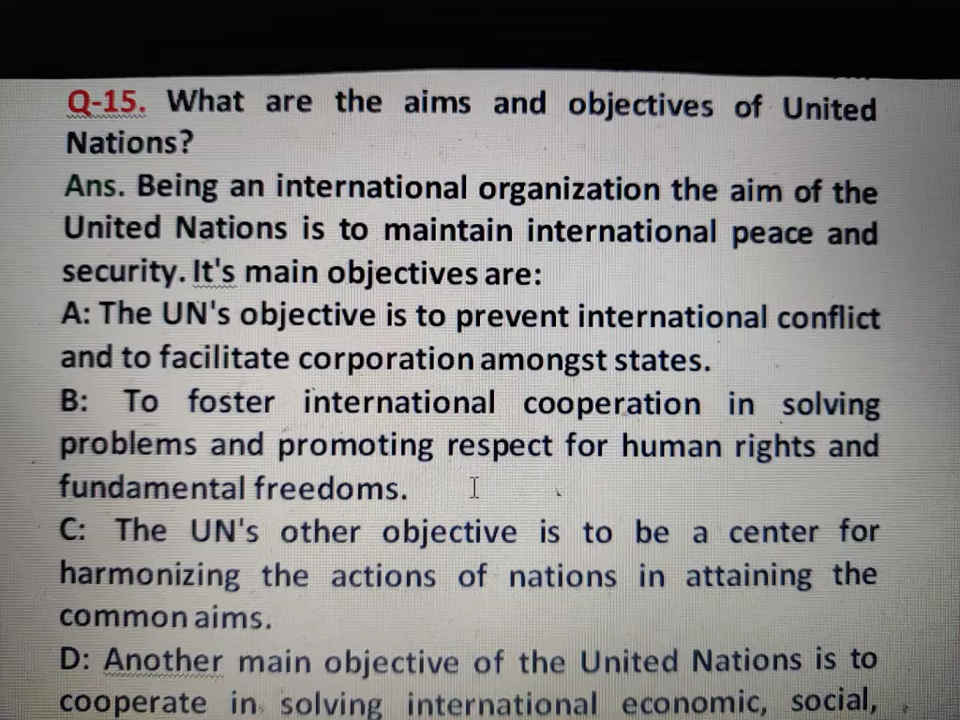 Q-15. What are the aims and objectives of United
Nations?
Ans. Being an international organization the aim of the
United Nations is to maintain international peace and
security. It's main objectives are:
A: The UN's objective is to prevent international conflict
and to facilitate corporation amongst states.
B: To foster international cooperation in solving
problems and promoting respect for human rights and
fundamental freedoms.
C: The UN's other objective is to be a center for
harmonizing the actions of nations in attaining the
common aims.
D: Another main objective of the United Nations is to
cooperate in solving international economic, social,